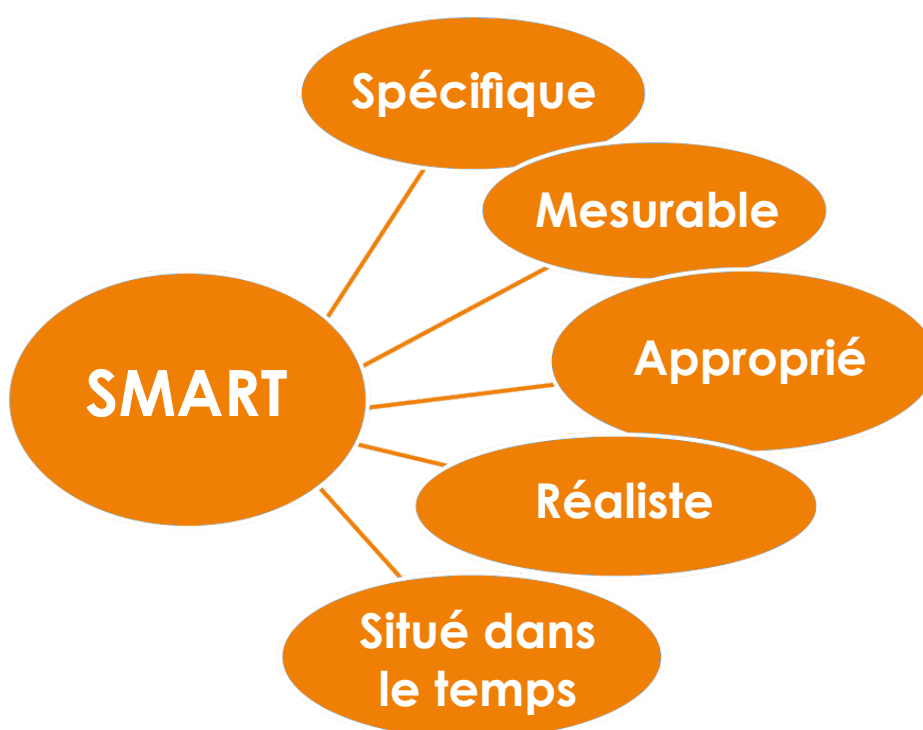 Spécifique
Mesurable
Approprié
SMART
Réaliste
Situé dans
le temps